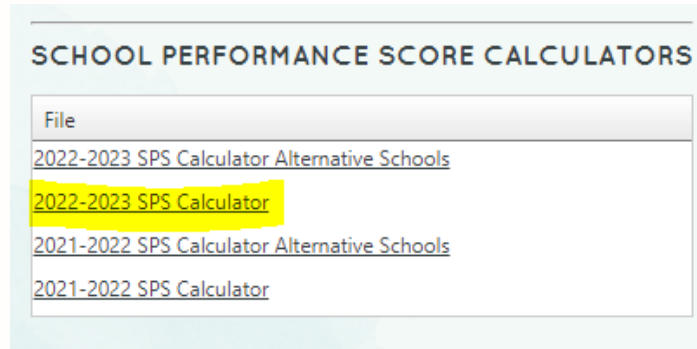 SCHOOL PERFORMANCE SCORE CALCULATORS
File
2022-2023 SPS Calculator Alternative Schools
2022-2023 SPS Calculator
2021-2022 SPS Calculator Alternative Schools
2021-2022 SPS Calculator